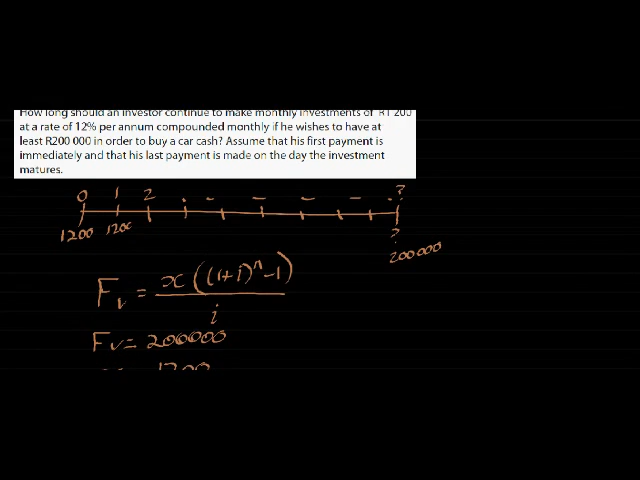 How long should an investor continue to make monthly investments of R1 200
at a rate of 12% per annum compounded monthly if he wishes to have at
least R200 000 in order to buy a car cash? Assume that his first payment is
immediately and that his last payment is made on the day the investment
matures.
0 1 2 . - - - - . ?
1200 1200 ?
200000
Fv = x((1+i)^n - 1)
i
Fv = 200000
1200